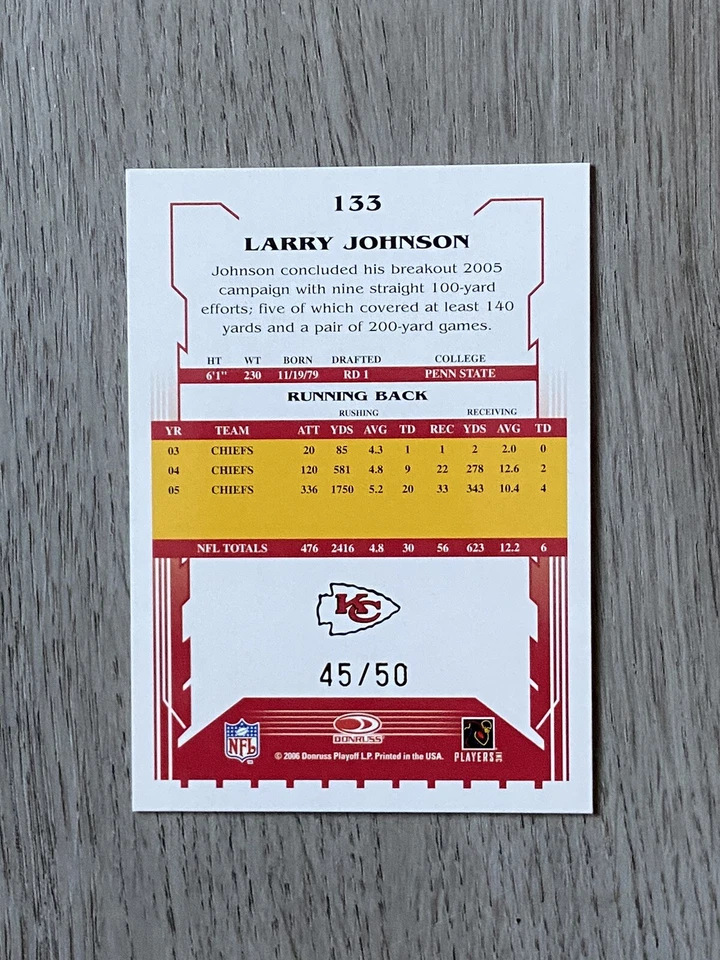 133
LARRY JOHNSON
Johnson concluded his breakout 2005
campaign with nine straight 100-yard
efforts; five of which covered at least 140
yards and a pair of 200-yard games.
HT WT BORN DRAFTED COLLEGE
6'1" 230 11/19/79 RD 1 PENN STATE
RUNNING BACK
RUSHING RECEIVING
YR TEAM ATT YDS AVG TD REC YDS AVG TD
03 CHIEFS 20 85 4.3 1 1 2 2.0 0
04 CHIEFS 120 581 4.8 9 22 278 12.6 2
05 CHIEFS 336 1750 5.2 20 33 343 10.4 4
NFL TOTALS 476 2416 4.8 30 56 623 12.2 6
KC
45/50
NFL
DONRUSS
PLAYERS INC
© 2006 Donruss Playoff L.P. Printed in the USA.